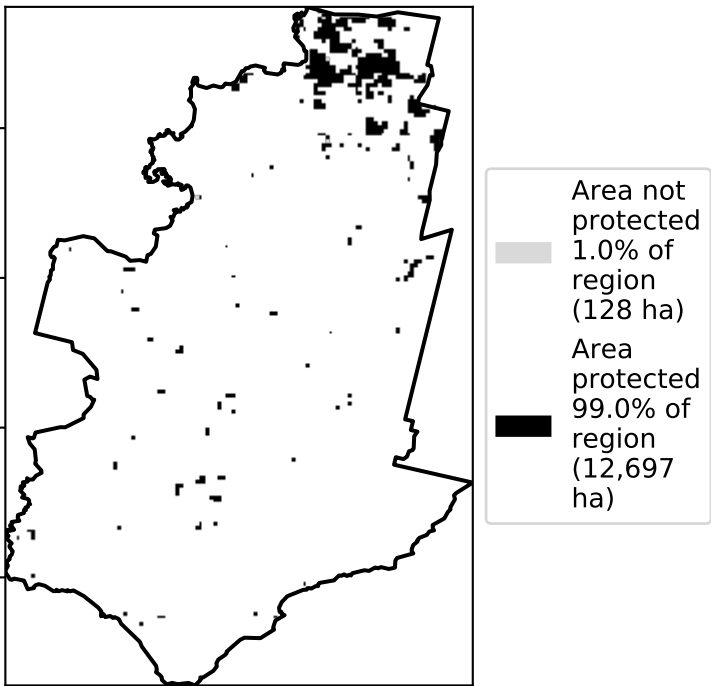 Area not
protected
1.0% of
region
(128 ha)
Area
protected
99.0% of
region
(12,697
ha)